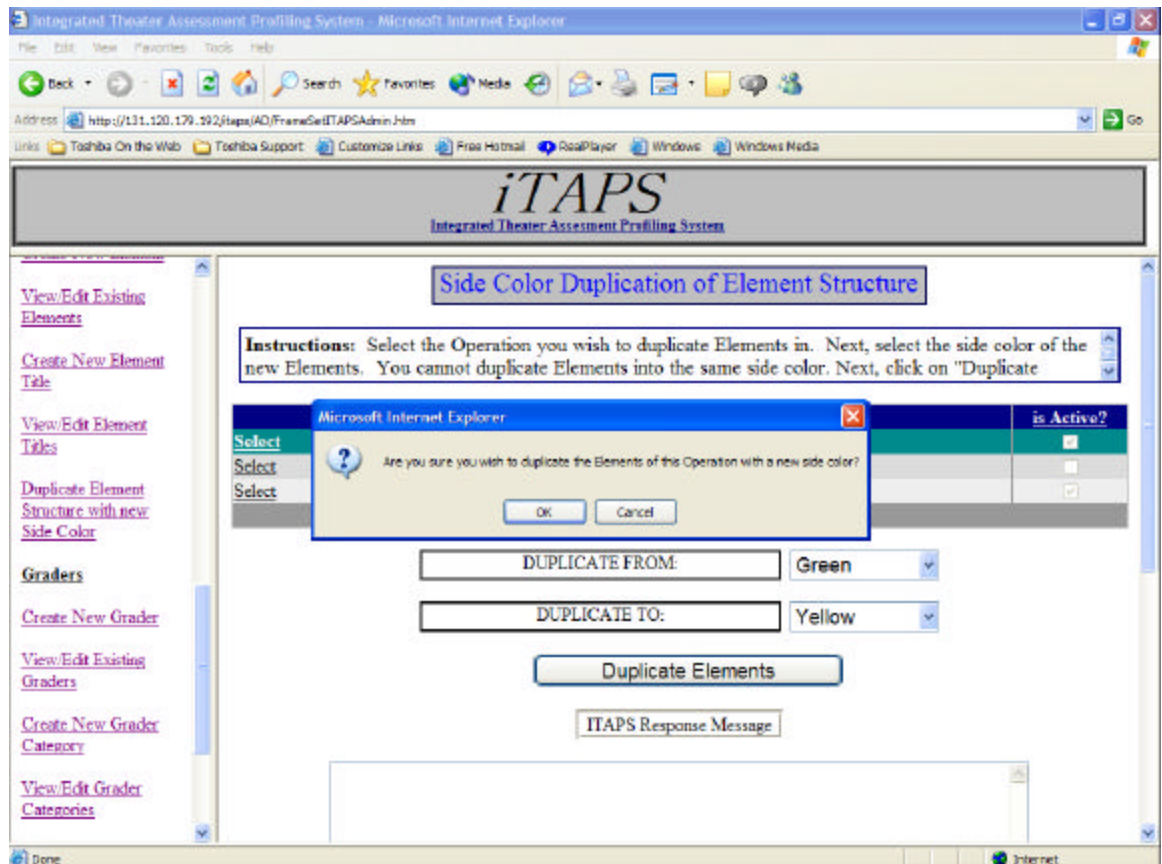 Integrated Theater Assessment Profiling System - Microsoft Internet Explorer
File Edit View Favorites Tools Help
Back Search Favorites Media
Address http://131.120.179.192/itaps/AD/FrameSetITAPSAdmin.htm Go
Links Toshiba On the Web Toshiba Support Customize Links Free Hotmail RealPlayer Windows Windows Media
iTAPS
Integrated Theater Assesment Profiling System
Create New Element
View/Edit Existing
Elements
Create New Element
Title
View/Edit Element
Titles
Duplicate Element
Structure with new
Side Color
Graders
Create New Grader
View/Edit Existing
Graders
Create New Grader
Category
View/Edit Grader
Categories
Side Color Duplication of Element Structure
Instructions: Select the Operation you wish to duplicate Elements in. Next, select the side color of the
new Elements. You cannot duplicate Elements into the same side color. Next, click on "Duplicate
is Active?
Select
Select
Select
Microsoft Internet Explorer
Are you sure you wish to duplicate the Elements of this Operation with a new side color?
OK Cancel
DUPLICATE FROM: Green
DUPLICATE TO: Yellow
Duplicate Elements
ITAPS Response Message
Done Internet